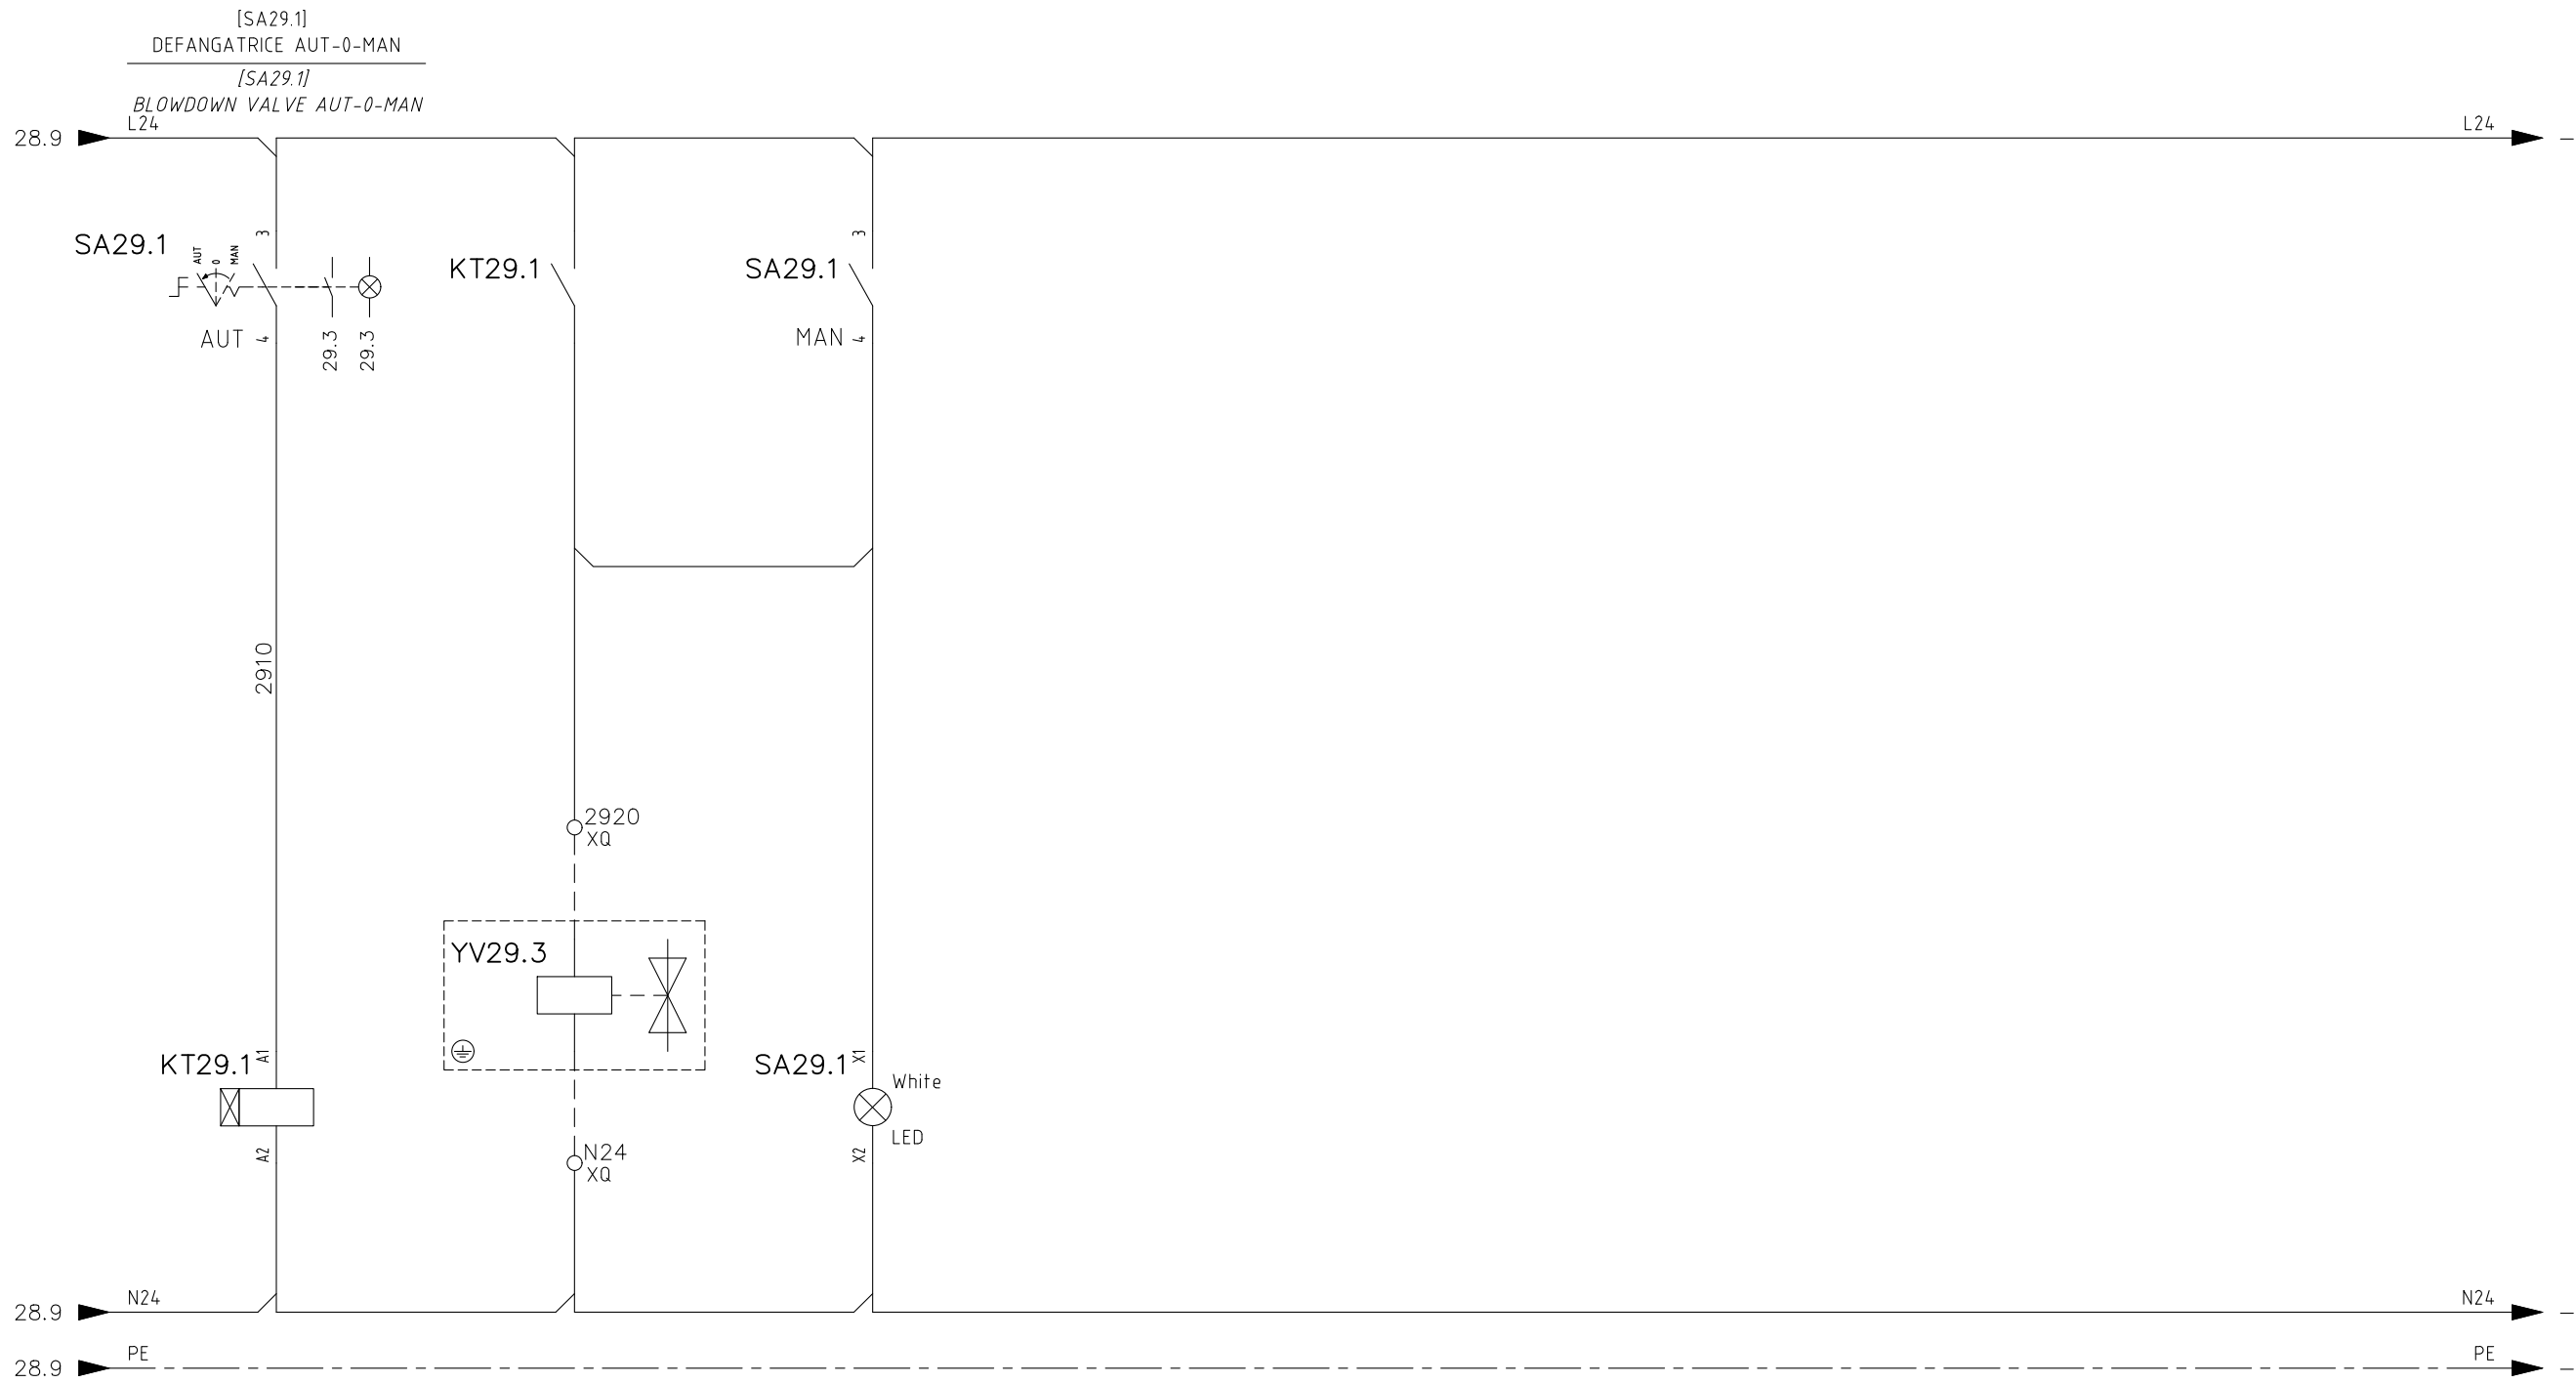 [SA29.1]
DEFANGATRICE AUT-0-MAN
[SA29.1]
BLOWDOWN VALVE AUT-0-MAN
L24
L24
28.9
3
3
SA29.1
AUT
0
MAN
KT29.1
SA29.1
AUT
4
29.3
29.3
MAN
4
2910
2920
XQ
YV29.3
KT29.1
A1
SA29.1
X1
White
LED
A2
N24
XQ
X2
N24
N24
28.9
PE
PE
28.9